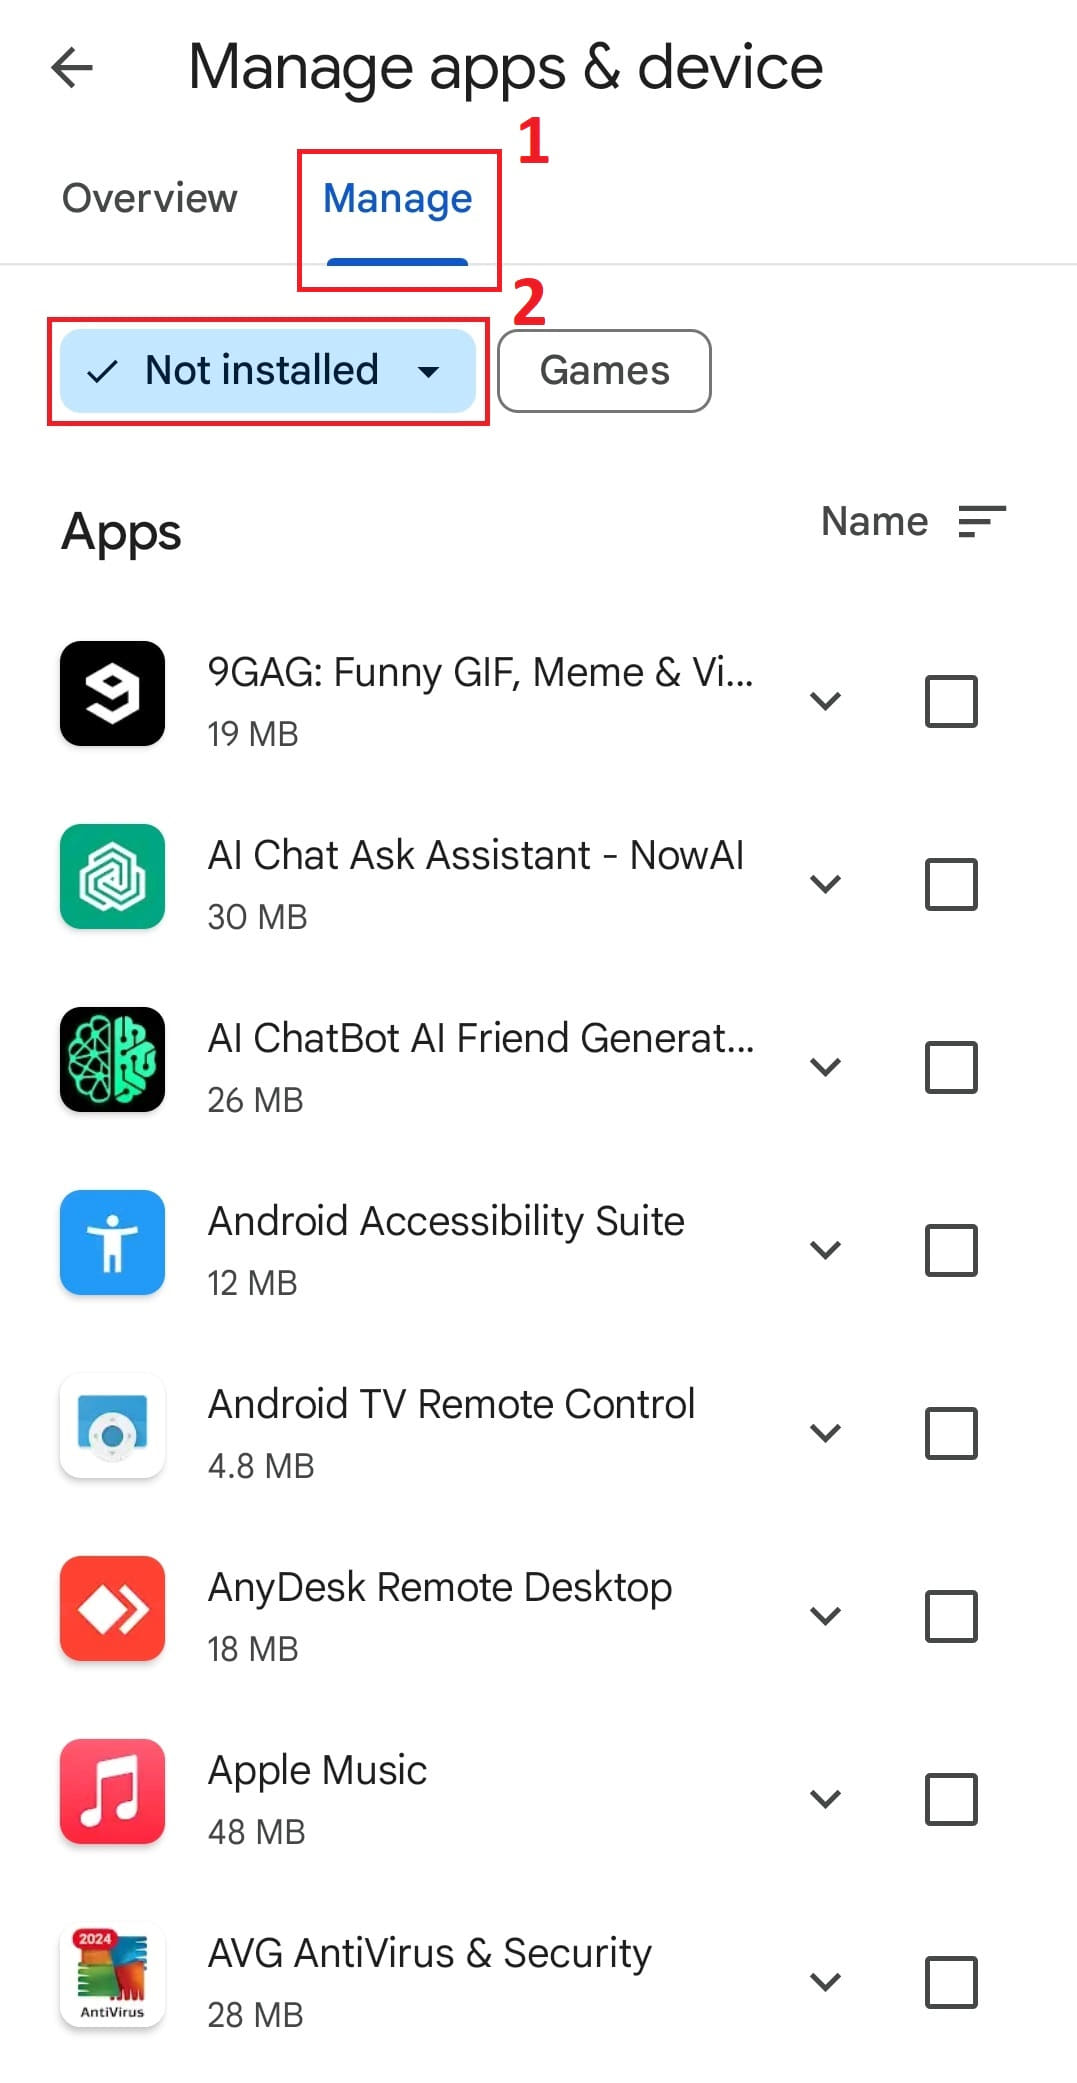 Manage apps & device
1
Overview Manage
2
Not installed Games
Apps Name
9GAG: Funny GIF, Meme & Vi...
19 MB
AI Chat Ask Assistant - NowAI
30 MB
AI ChatBot AI Friend Generat...
26 MB
Android Accessibility Suite
12 MB
Android TV Remote Control
4.8 MB
AnyDesk Remote Desktop
18 MB
Apple Music
48 MB
2024
AntiVirus
AVG AntiVirus & Security
28 MB